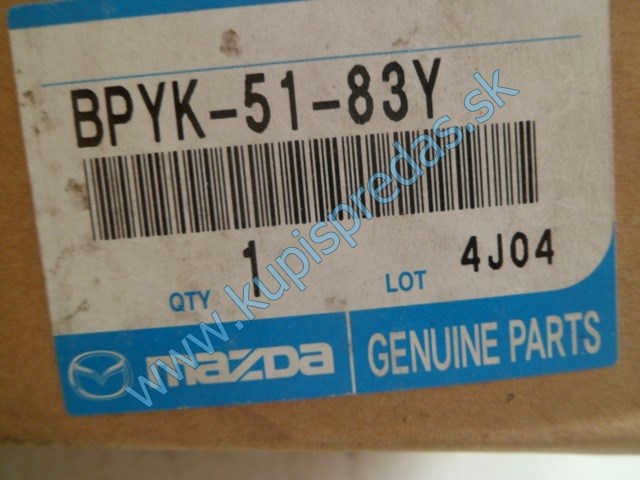 BPYK-51-83Y
QTY 1 LOT 4J04
mazda GENUINE PARTS
www.kupispredas.sk